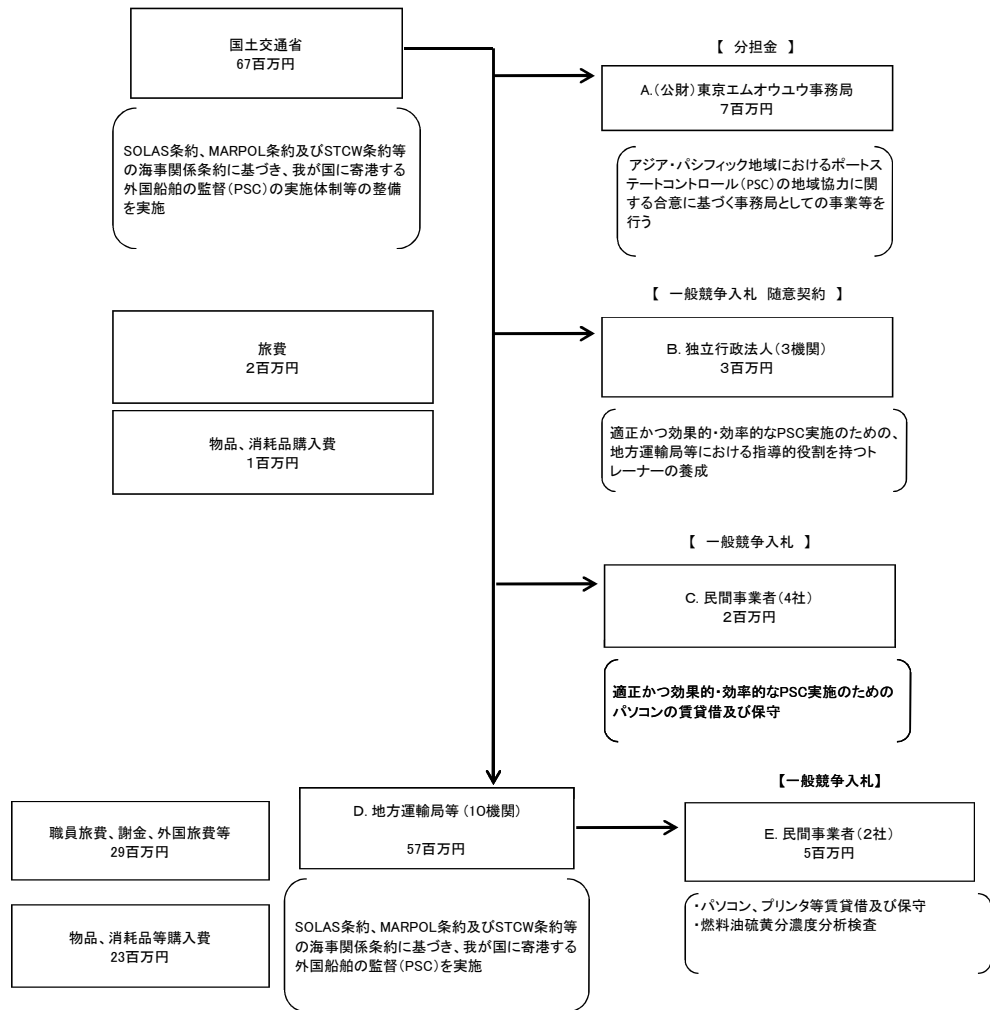 国土交通省
67百万円
SOLAS条約、MARPOL条約及びSTCW条約等
の海事関係条約に基づき、我が国に寄港する
外国船舶の監督(PSC)の実施体制等の整備
を実施
【 分担金 】
A.(公財)東京エムオウユウ事務局
7百万円
アジア・パシフィック地域におけるポートス
テートコントロール(PSC)の地域協力に関
する合意に基づく事務局としての事業等を
行う
旅費
2百万円
物品、消耗品購入費
1百万円
【 一般競争入札 随意契約 】
B. 独立行政法人(3機関)
3百万円
適正かつ効果的・効率的なPSC実施のための、
地方運輸局等における指導的役割を持つト
レーナーの養成
【 一般競争入札 】
C. 民間事業者(4社)
2百万円
適正かつ効果的・効率的なPSC実施のための
パソコンの賃貸借及び保守
職員旅費、謝金、外国旅費等
29百万円
物品、消耗品等購入費
23百万円
D. 地方運輸局等 (10機関)
57百万円
SOLAS条約、MARPOL条約及びSTCW条約等
の海事関係条約に基づき、我が国に寄港する
外国船舶の監督(PSC)を実施
【一般競争入札】
E. 民間事業者(2社)
5百万円
・パソコン、プリンタ等賃貸借及び保守
・燃料油硫黄分濃度分析検査